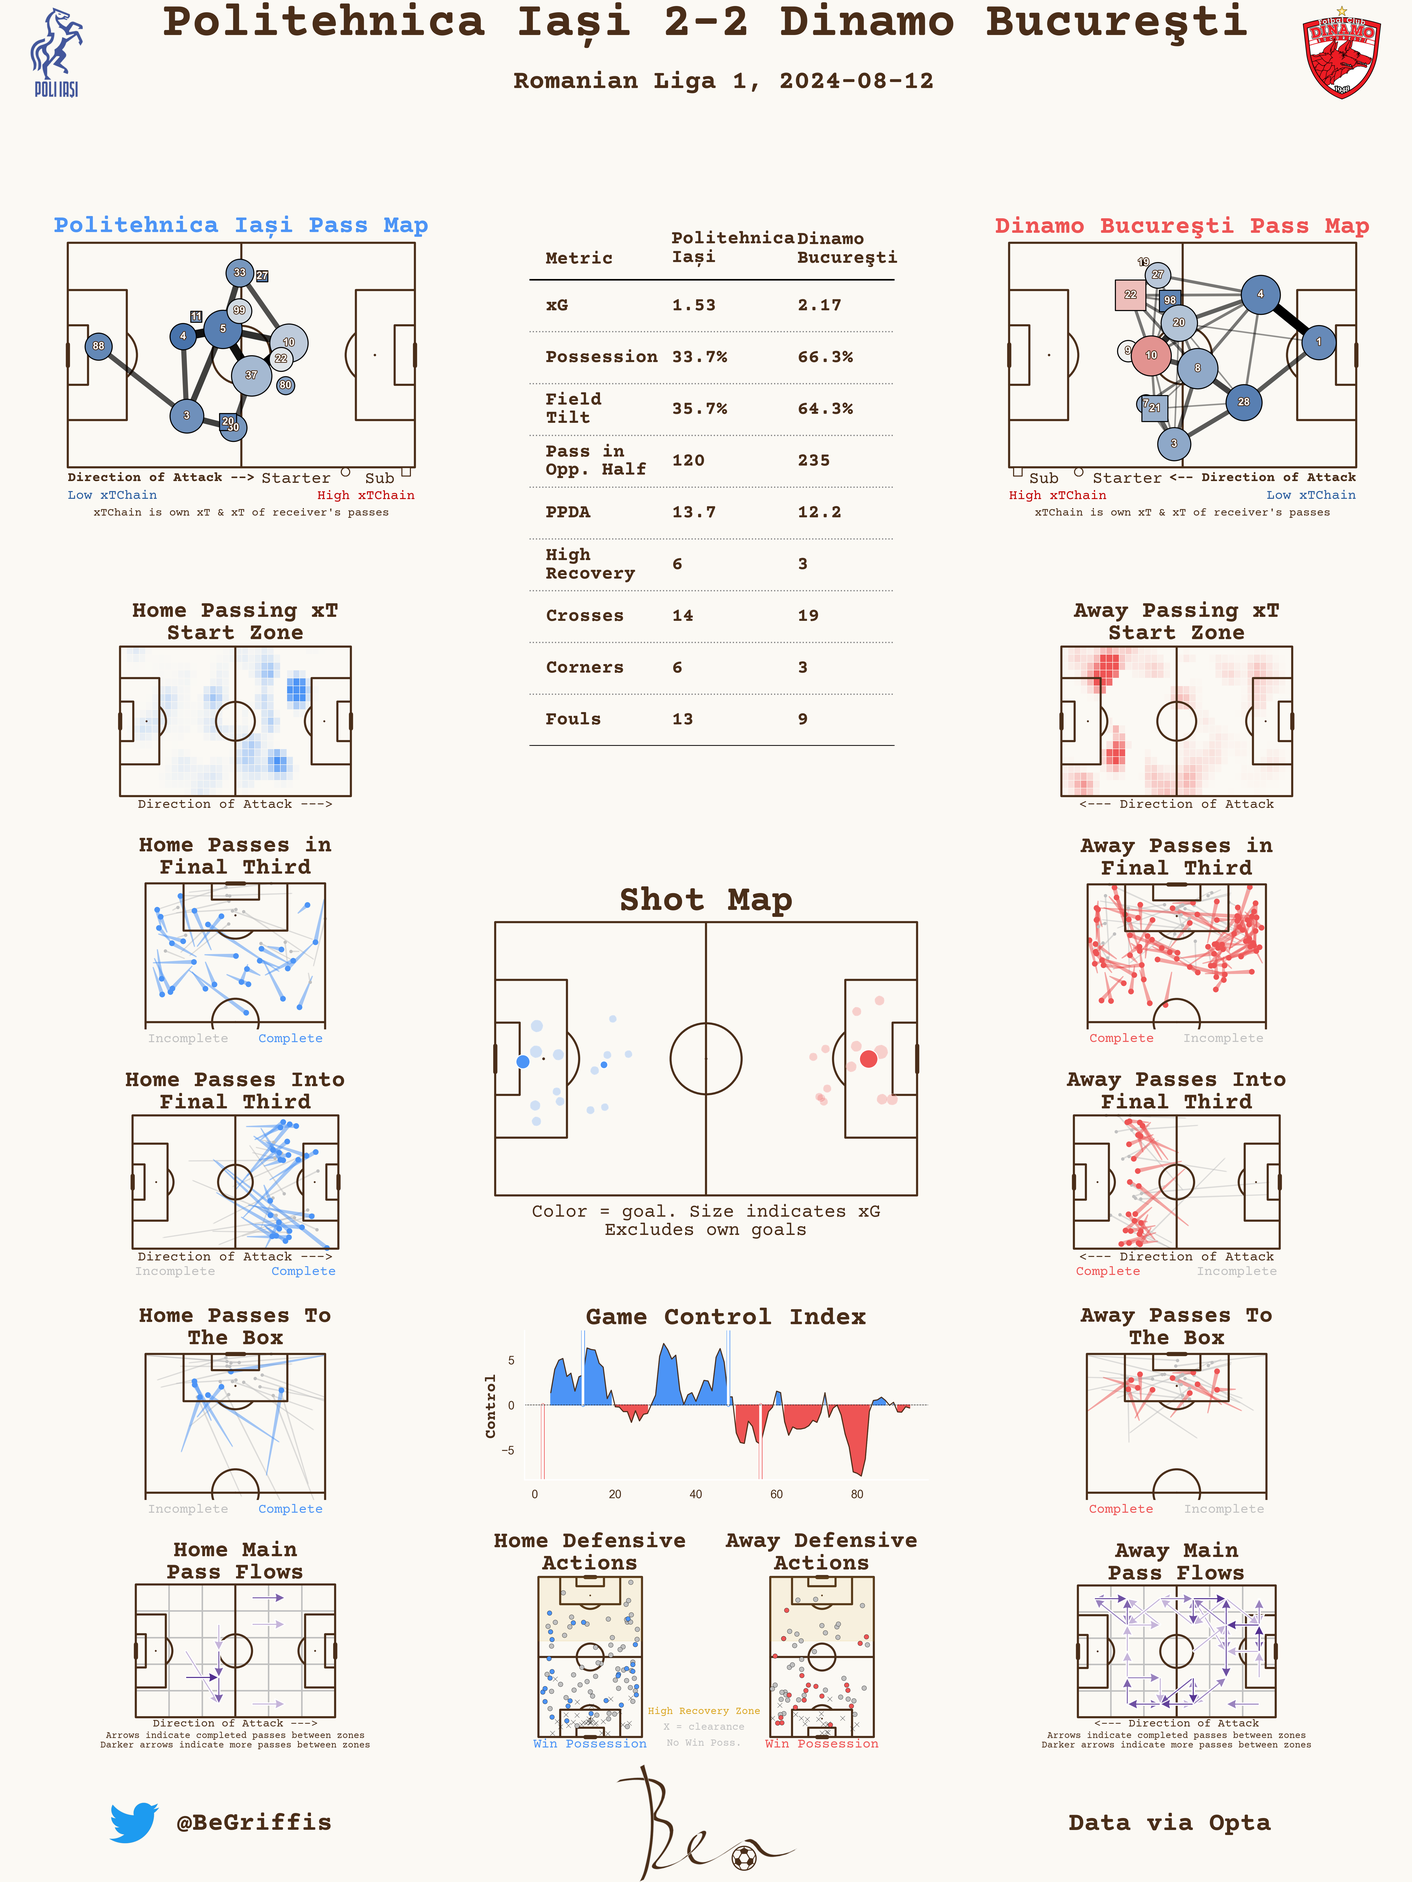 Politehnica Iași 2-2 Dinamo Bucureşti
Romanian Liga 1, 2024-08-12
POLI IAȘI
Fotbal Club
DINAMO
BUCUREȘTI
1948
Politehnica Iași Pass Map
33
27
99
11
4
5
10
88
22
37
80
3
20
30
Direction of Attack --> Starter Sub
Low xTChain High xTChain
xTChain is own xT & xT of receiver's passes
Metric Politehnica Iași Dinamo Bucureşti
xG 1.53 2.17
Possession 33.7% 66.3%
Field Tilt 35.7% 64.3%
Pass in Opp. Half 120 235
PPDA 13.7 12.2
High Recovery 6 3
Crosses 14 19
Corners 6 3
Fouls 13 9
Dinamo Bucureşti Pass Map
19
27
22
98
4
20
1
9
10
8
7
21
28
3
Sub Starter <-- Direction of Attack
High xTChain Low xTChain
xTChain is own xT & xT of receiver's passes
Home Passing xT
Start Zone
Direction of Attack --->
Away Passing xT
Start Zone
<--- Direction of Attack
Home Passes in
Final Third
Incomplete Complete
Away Passes in
Final Third
Complete Incomplete
Shot Map
Color = goal. Size indicates xG
Excludes own goals
Home Passes Into
Final Third
Direction of Attack --->
Incomplete Complete
Away Passes Into
Final Third
<--- Direction of Attack
Complete Incomplete
Home Passes To
The Box
Incomplete Complete
Game Control Index
Control
5
0
−5
0 20 40 60 80
Away Passes To
The Box
Complete Incomplete
Home Main
Pass Flows
Direction of Attack --->
Arrows indicate completed passes between zones
Darker arrows indicate more passes between zones
Home Defensive
Actions
Win Possession
High Recovery Zone
X = clearance
No Win Poss.
Away Defensive
Actions
Win Possession
Away Main
Pass Flows
<--- Direction of Attack
Arrows indicate completed passes between zones
Darker arrows indicate more passes between zones
@BeGriffis
Ben
Data via Opta